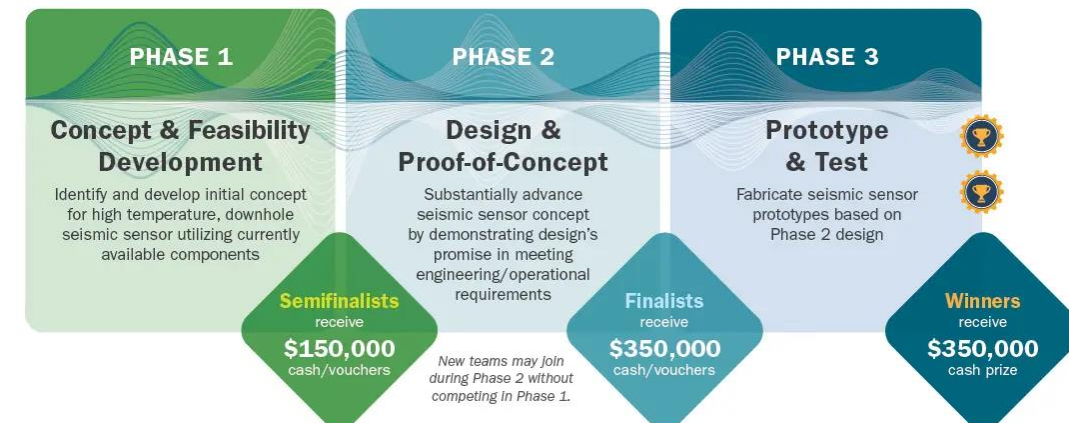 PHASE 1
Concept & Feasibility
Development
Identify and develop initial concept
for high temperature, downhole
seismic sensor utilizing currently
available components
Semifinalists
receive
$150,000
cash/vouchers
PHASE 2
Design &
Proof-of-Concept
Substantially advance
seismic sensor concept
by demonstrating design's
promise in meeting
engineering/operational
requirements
New teams may join
during Phase 2 without
competing in Phase 1.
Finalists
receive
$350,000
cash/vouchers
PHASE 3
Prototype
& Test
Fabricate seismic sensor
prototypes based on
Phase 2 design
Winners
receive
$350,000
cash prize